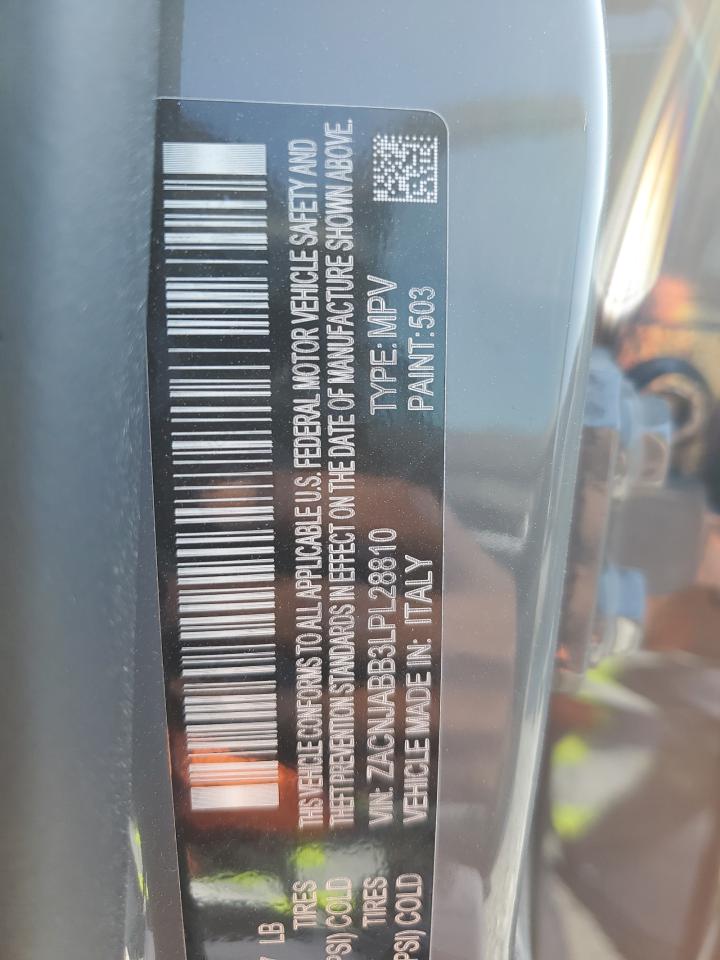 THIS VEHICLE CONFORMS TO ALL APPLICABLE U.S. FEDERAL MOTOR VEHICLE SAFETY AND
THEFT PREVENTION STANDARDS IN EFFECT ON THE DATE OF MANUFACTURE SHOWN ABOVE.
VIN: ZACNJABB3LPL28810 TYPE: MPV
VEHICLE MADE IN: ITALY PAINT: 503
LB
TIRES
PSI) COLD
TIRES
PSI) COLD